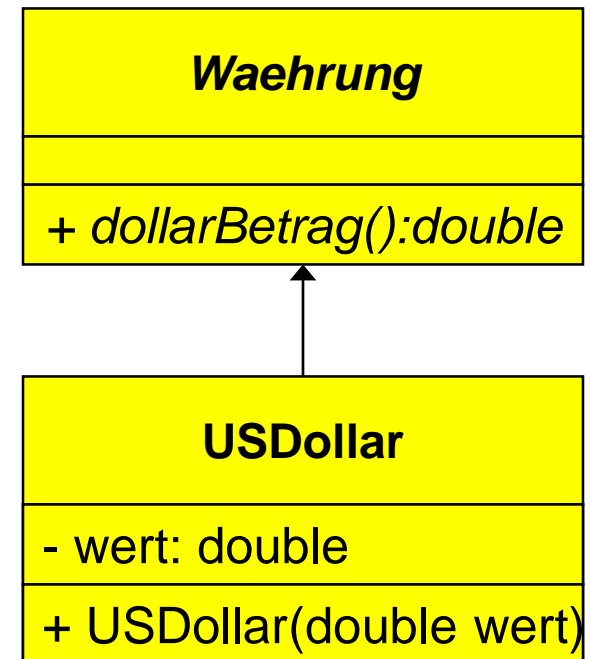 Waehrung
+ dollarBetrag():double
USDollar
- wert: double
+ USDollar(double wert)